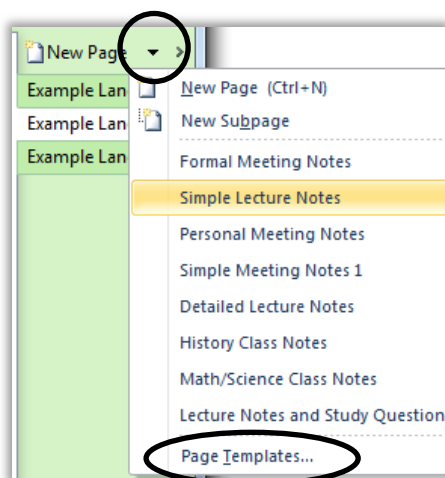 New Page
Example Lan
Example Lan
Example Lan
New Page (Ctrl+N)
New Subpage
Formal Meeting Notes
Simple Lecture Notes
Personal Meeting Notes
Simple Meeting Notes 1
Detailed Lecture Notes
History Class Notes
Math/Science Class Notes
Lecture Notes and Study Question
Page Templates...